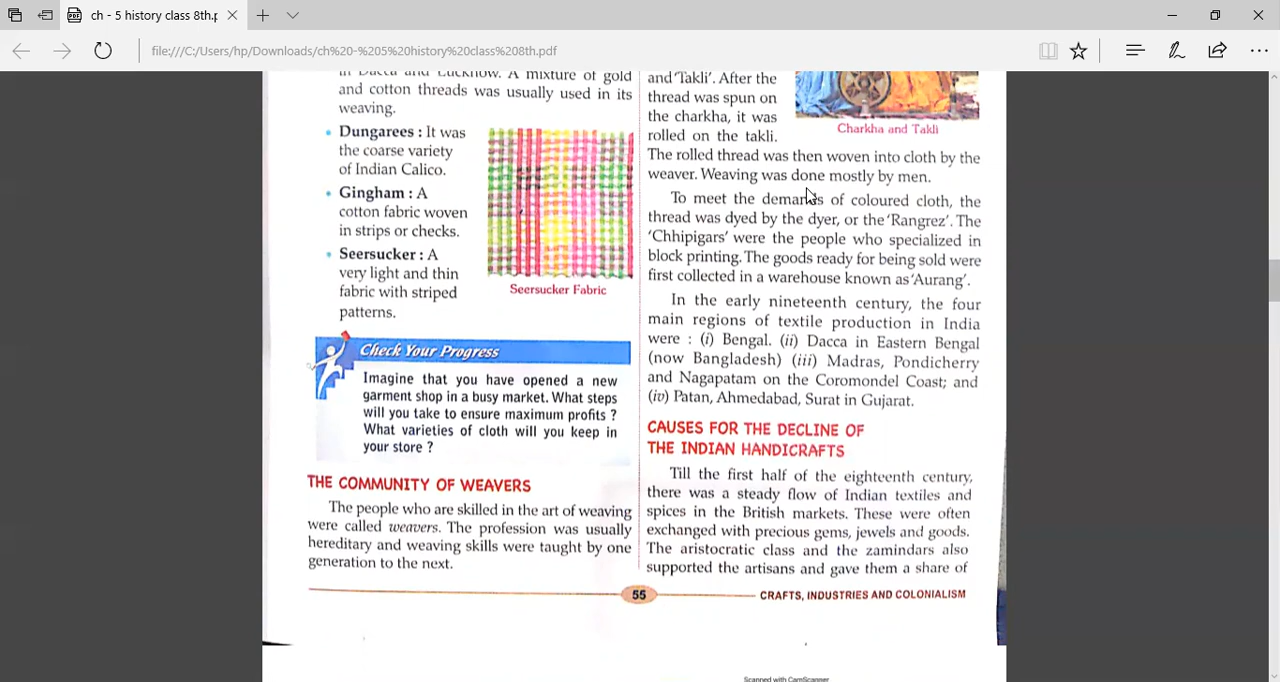 ch - 5 history class 8th.p
file:///C:/Users/hp/Downloads/ch%20-%205%20history%20class%208th.pdf
in Dacca and Lucknow. A mixture of gold
and cotton threads was usually used in its
weaving.
• Dungarees : It was
the coarse variety
of Indian Calico.
• Gingham : A
cotton fabric woven
in strips or checks.
• Seersucker : A
very light and thin
fabric with striped
patterns.
Seersucker Fabric
Check Your Progress
Imagine that you have opened a new
garment shop in a busy market. What steps
will you take to ensure maximum profits ?
What varieties of cloth will you keep in
your store ?
THE COMMUNITY OF WEAVERS
The people who are skilled in the art of weaving
were called weavers. The profession was usually
hereditary and weaving skills were taught by one
generation to the next.
and 'Takli'. After the
thread was spun on
the charkha, it was
rolled on the takli.
Charkha and Takli
The rolled thread was then woven into cloth by the
weaver. Weaving was done mostly by men.
To meet the demands of coloured cloth, the
thread was dyed by the dyer, or the 'Rangrez'. The
'Chhipigars' were the people who specialized in
block printing. The goods ready for being sold were
first collected in a warehouse known as 'Aurang'.
In the early nineteenth century, the four
main regions of textile production in India
were : (i) Bengal. (ii) Dacca in Eastern Bengal
(now Bangladesh) (iii) Madras, Pondicherry
and Nagapatam on the Coromondel Coast; and
(iv) Patan, Ahmedabad, Surat in Gujarat.
CAUSES FOR THE DECLINE OF
THE INDIAN HANDICRAFTS
Till the first half of the eighteenth century,
there was a steady flow of Indian textiles and
spices in the British markets. These were often
exchanged with precious gems, jewels and goods.
The aristocratic class and the zamindars also
supported the artisans and gave them a share of
55
CRAFTS, INDUSTRIES AND COLONIALISM
Scanned with CamScanner